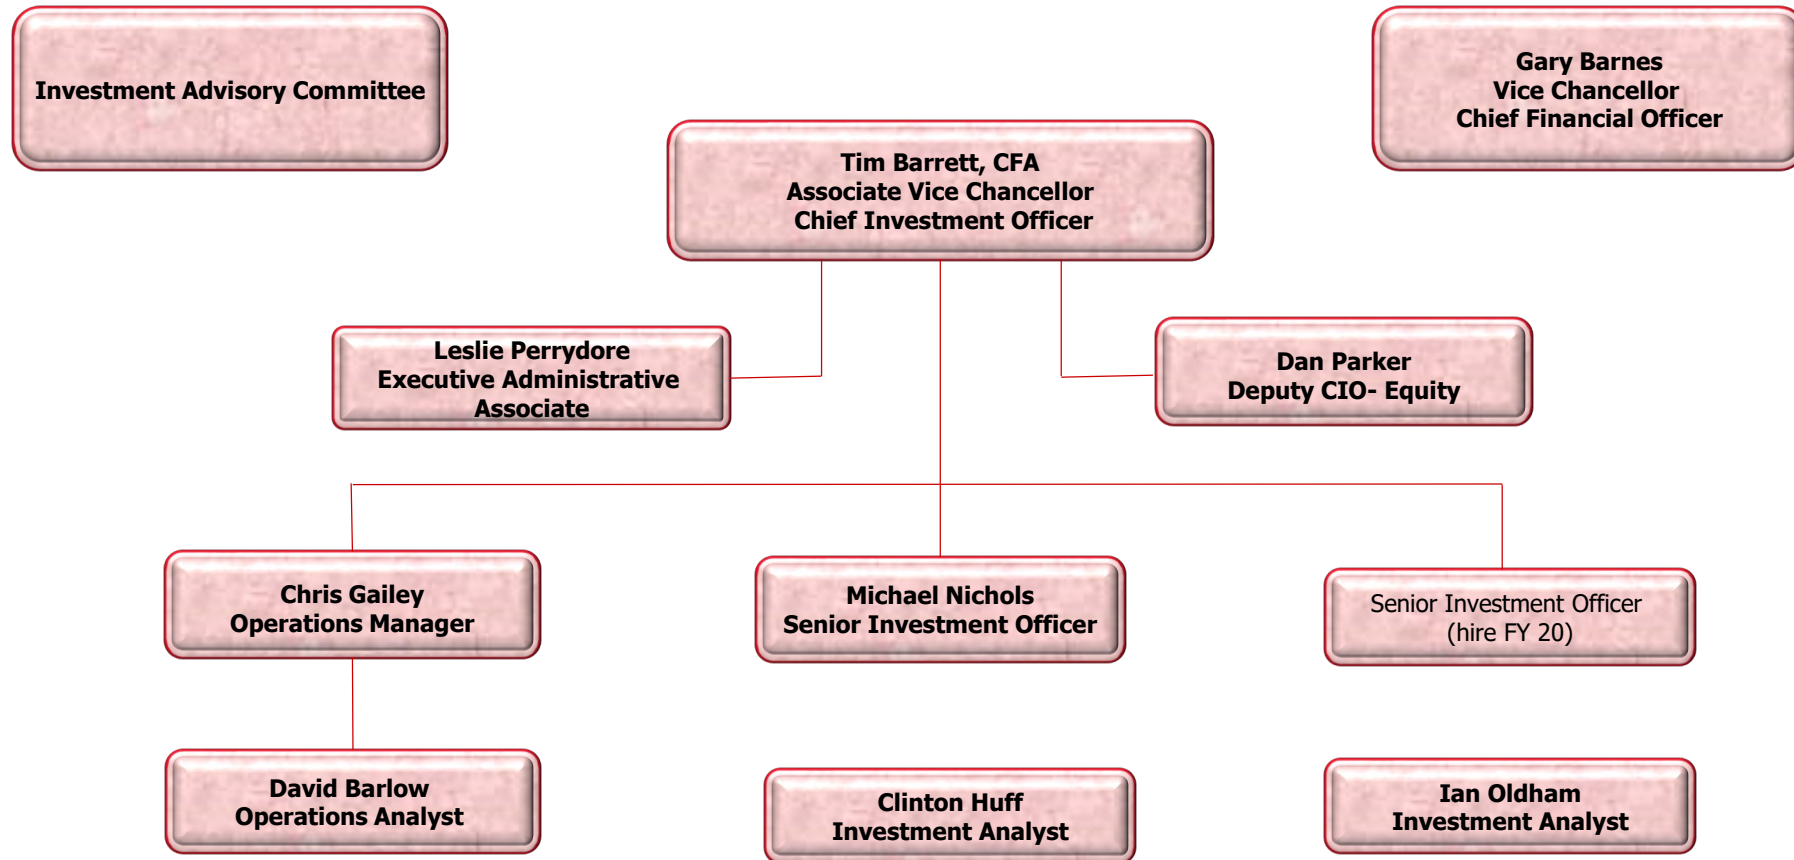 Investment Advisory Committee
Gary Barnes
Vice Chancellor
Chief Financial Officer
Tim Barrett, CFA
Associate Vice Chancellor
Chief Investment Officer
Leslie Perrydore
Executive Administrative
Associate
Dan Parker
Deputy CIO- Equity
Chris Gailey
Operations Manager
Michael Nichols
Senior Investment Officer
Senior Investment Officer
(hire FY 20)
David Barlow
Operations Analyst
Clinton Huff
Investment Analyst
Ian Oldham
Investment Analyst